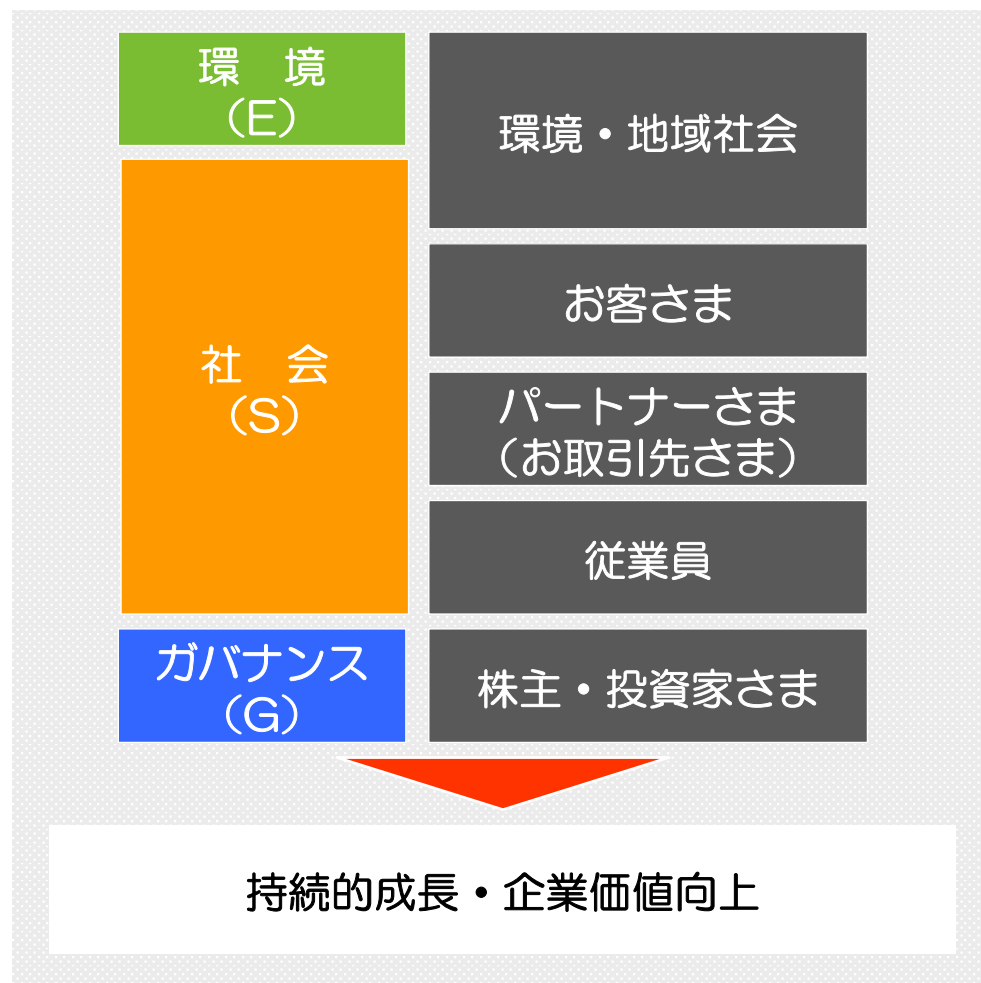 環　境
（E）
環境・地域社会
社　会
（S）
お客さま
パートナーさま
（お取引先さま）
従業員
ガバナンス
（G）
株主・投資家さま
持続的成長・企業価値向上